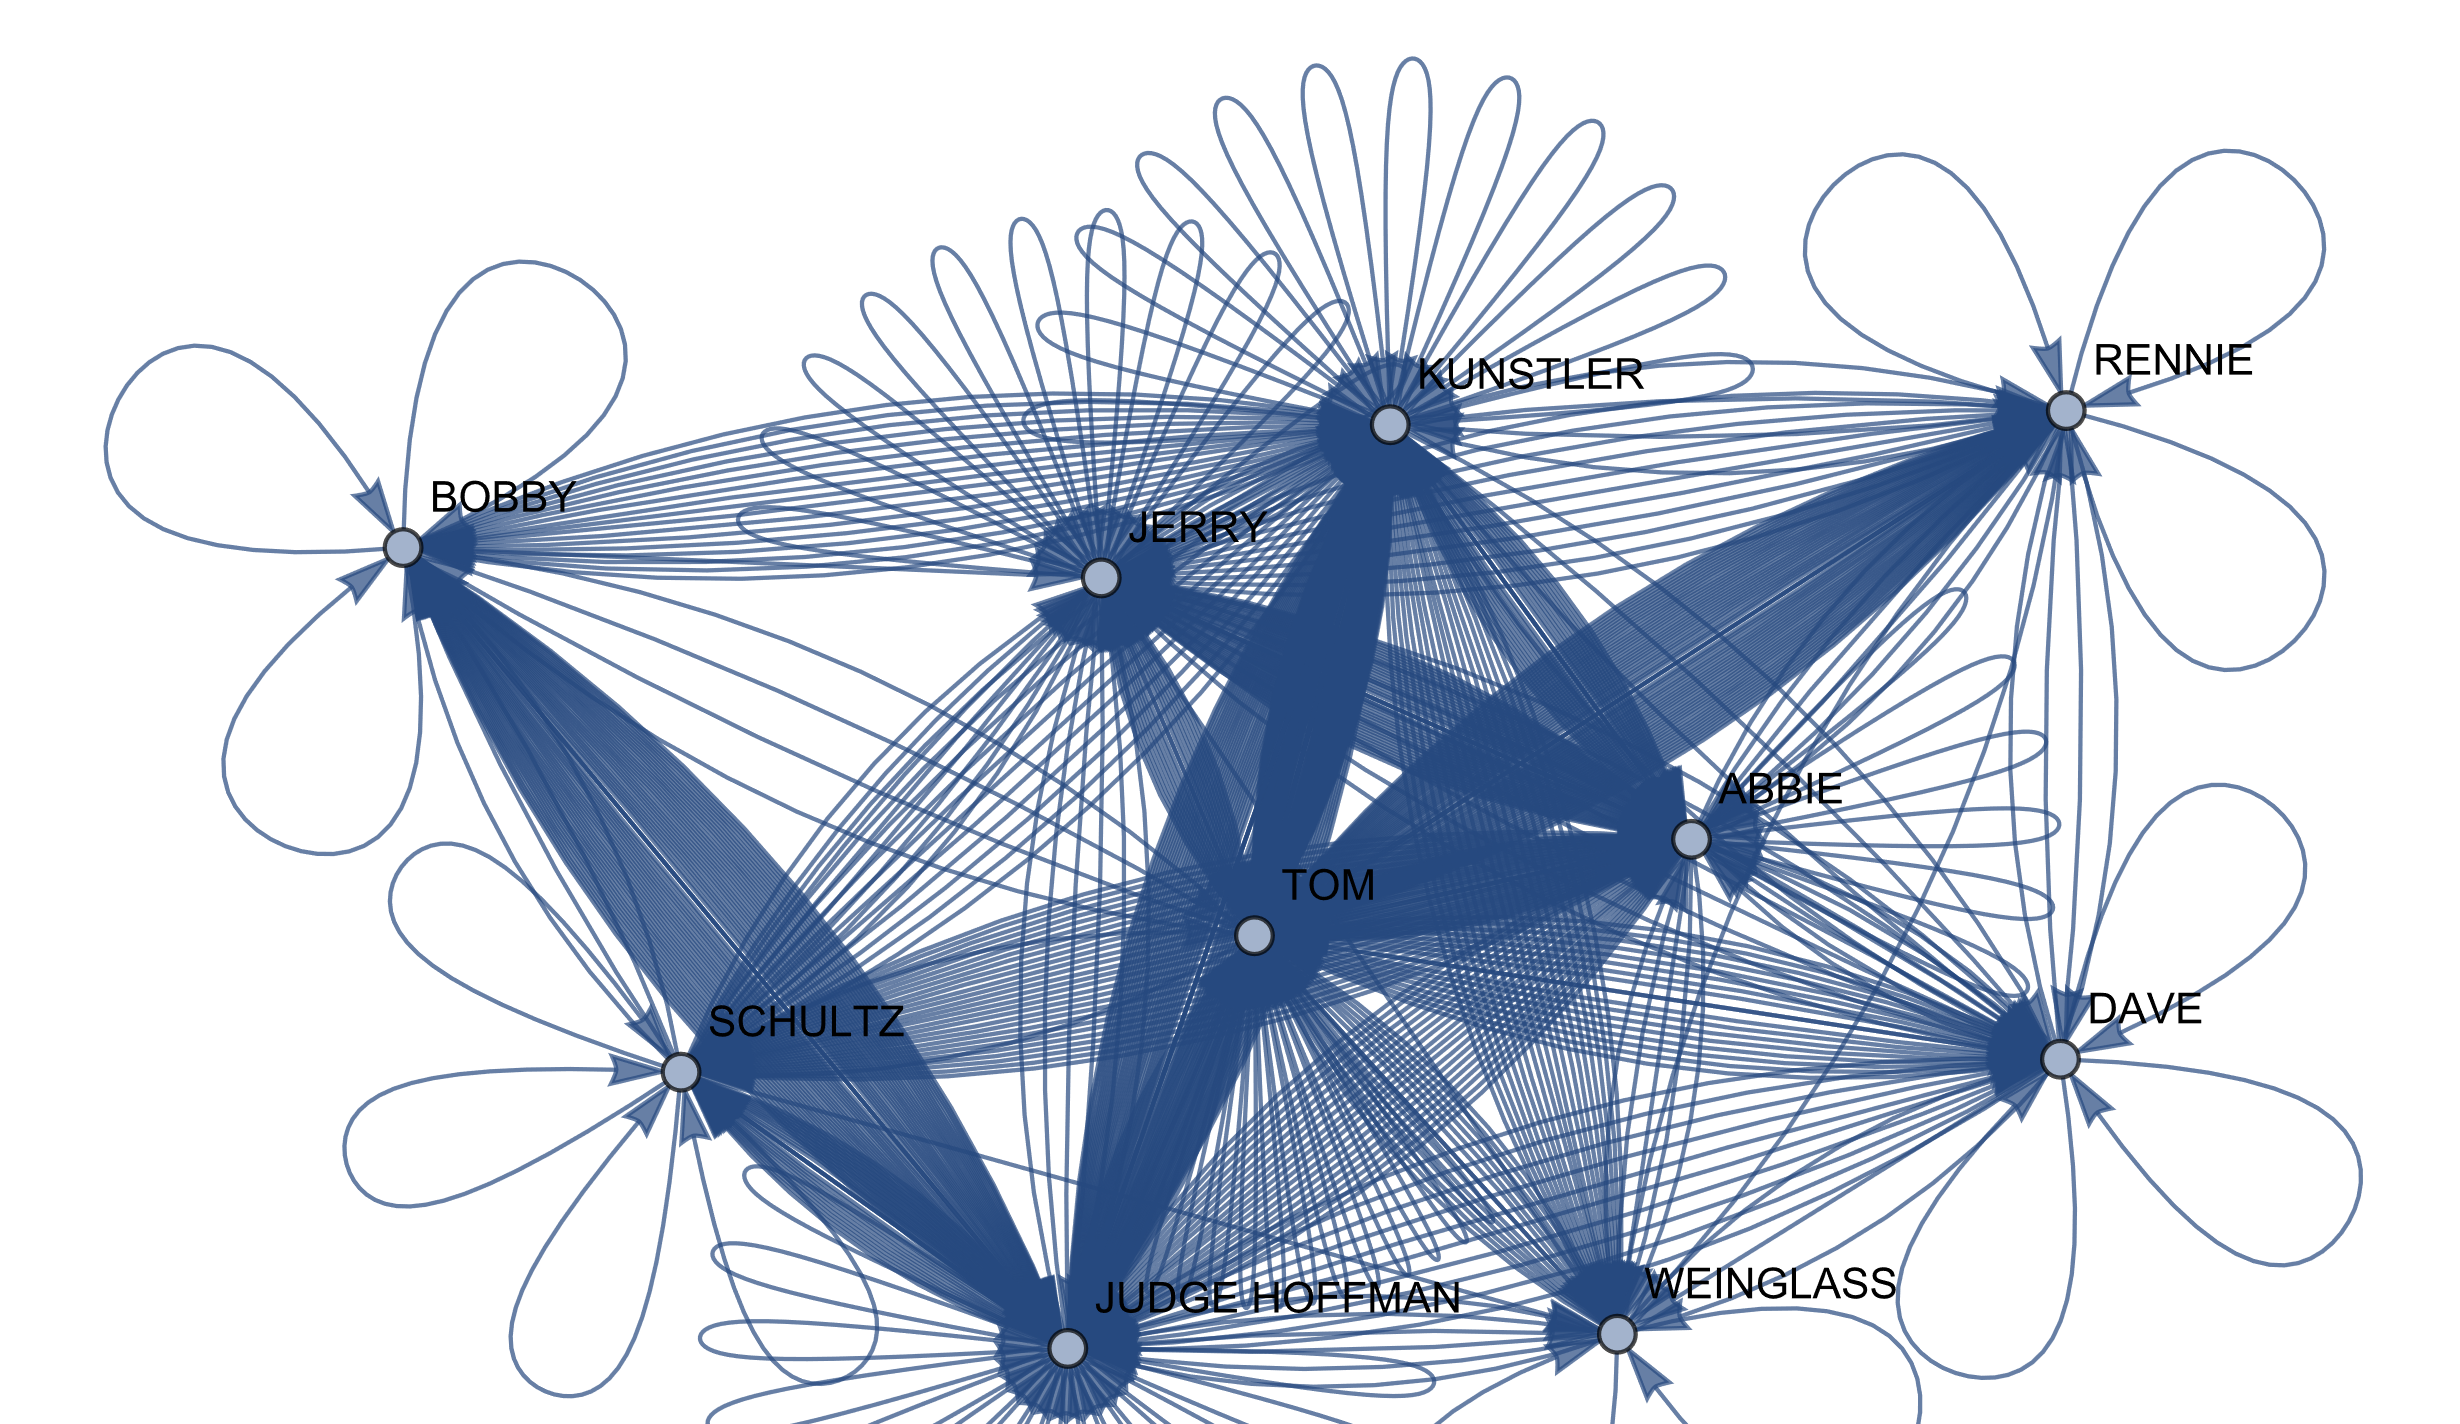 RENNIE
KUNSTLER
BOBBY
JERRY
ABBIE
TOM
DAVE
SCHULTZ
WEINGLASS
JUDGE HOFFMAN